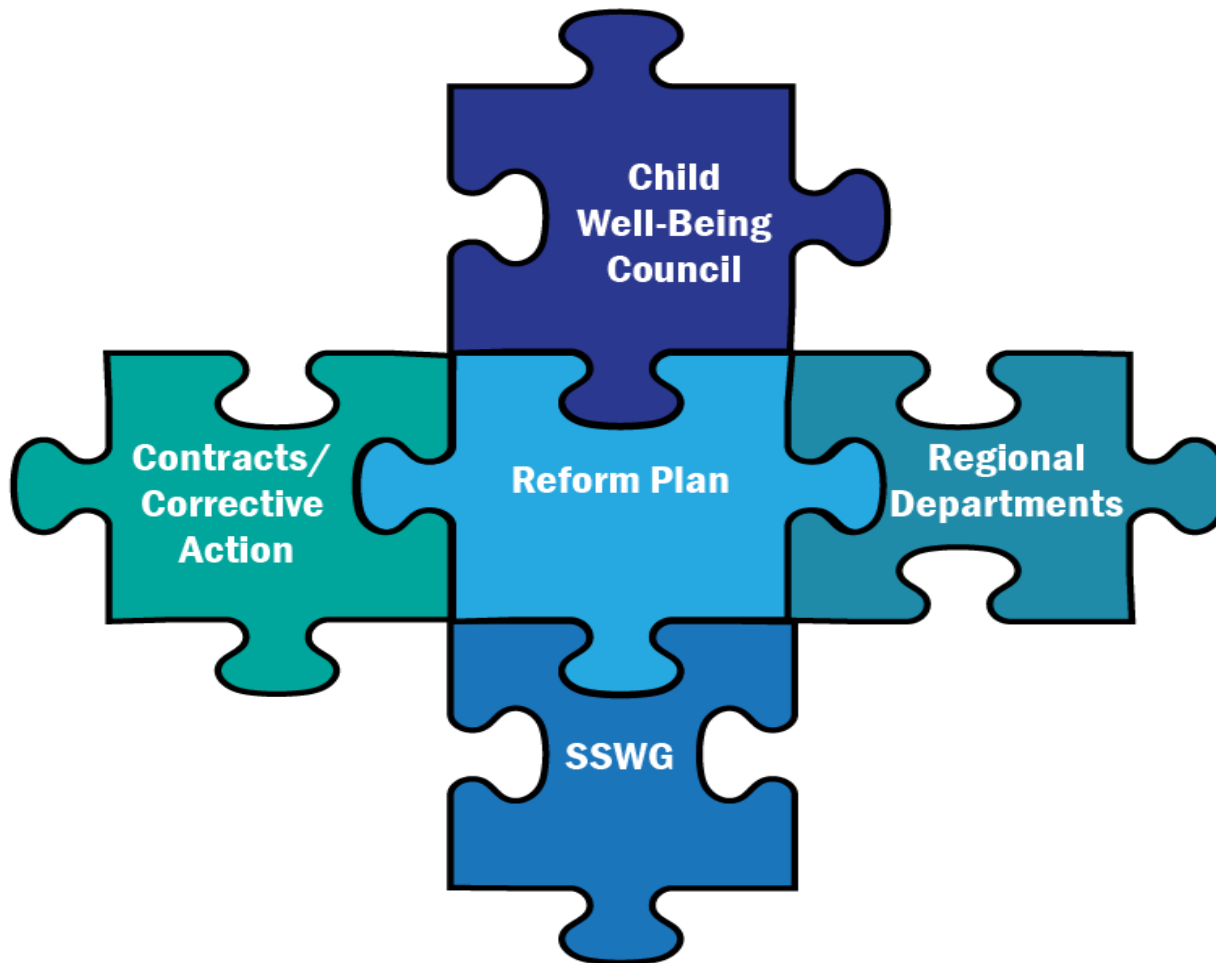 Child
Well-Being
Council
Contracts/
Corrective
Action
Reform Plan
Regional
Departments
SSWG